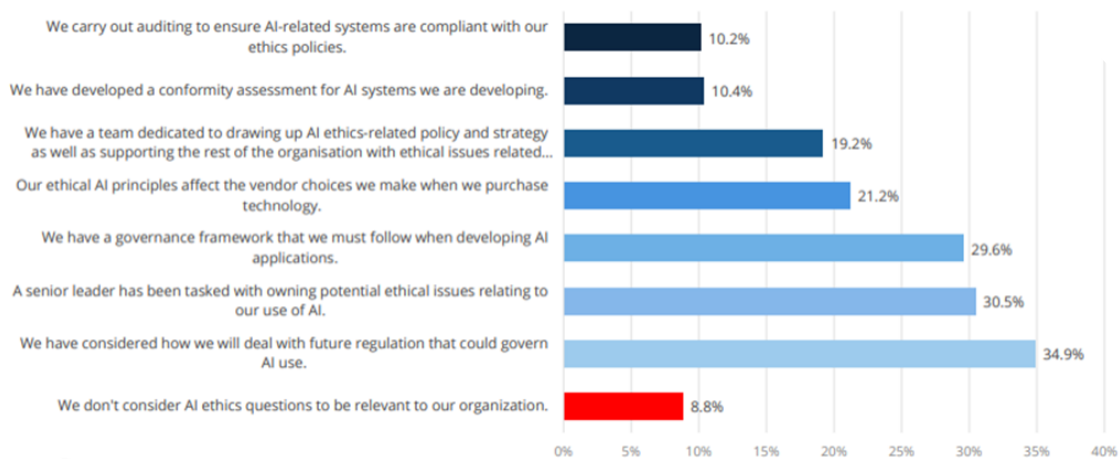 We carry out auditing to ensure AI-related systems are compliant with our
ethics policies.
10.2%
We have developed a conformity assessment for AI systems we are developing.
10.4%
We have a team dedicated to drawing up AI ethics-related policy and strategy
as well as supporting the rest of the organisation with ethical issues related...
19.2%
Our ethical AI principles affect the vendor choices we make when we purchase
technology.
21.2%
We have a governance framework that we must follow when developing AI
applications.
29.6%
A senior leader has been tasked with owning potential ethical issues relating to
our use of AI.
30.5%
We have considered how we will deal with future regulation that could govern
AI use.
34.9%
We don't consider AI ethics questions to be relevant to our organization.
8.8%
0% 5% 10% 15% 20% 25% 30% 35% 40%